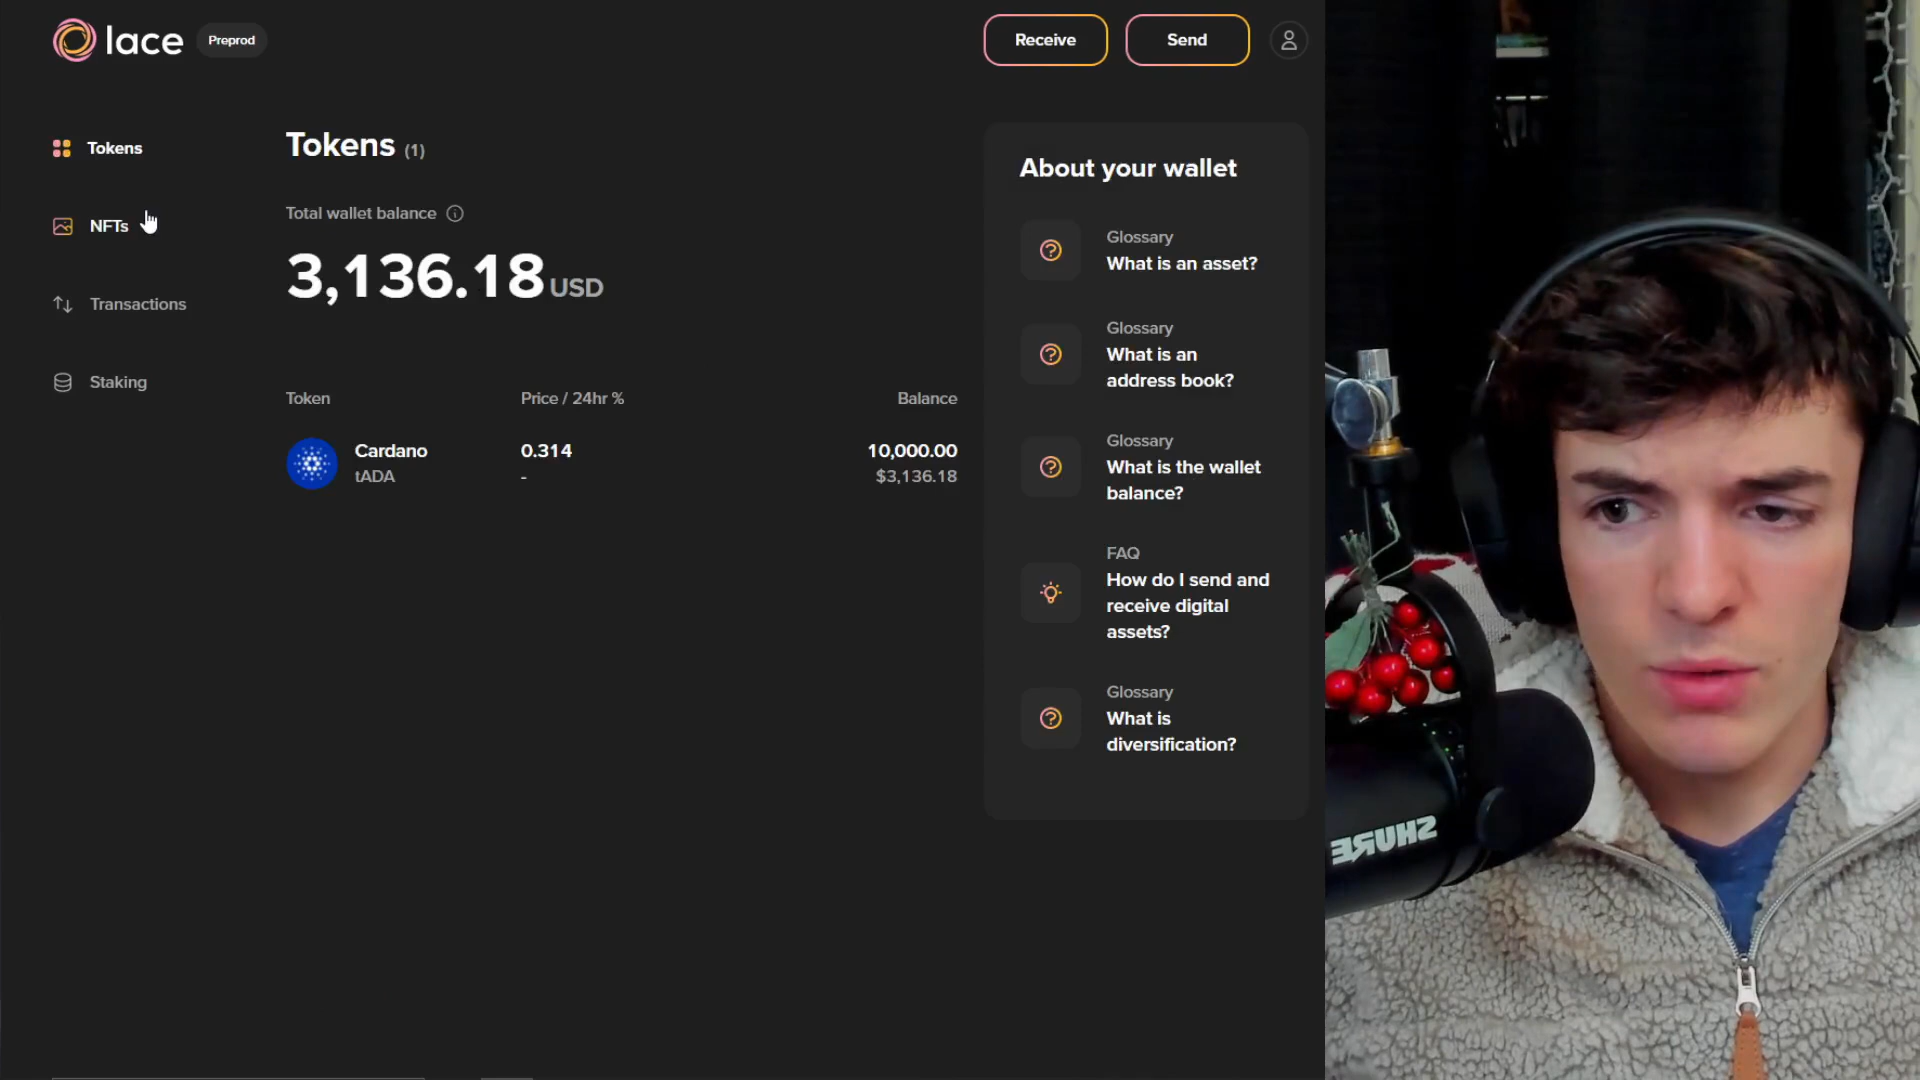 lace
Preprod
Receive
Send
Tokens
NFTs
Transactions
Staking
Tokens (1)
Total wallet balance
3,136.18 USD
Token Price / 24hr % Balance
Cardano 0.314 10,000.00
tADA - $3,136.18
About your wallet
Glossary
What is an asset?
Glossary
What is an
address book?
Glossary
What is the wallet
balance?
FAQ
How do I send and
receive digital
assets?
Glossary
What is
diversification?
SHURE